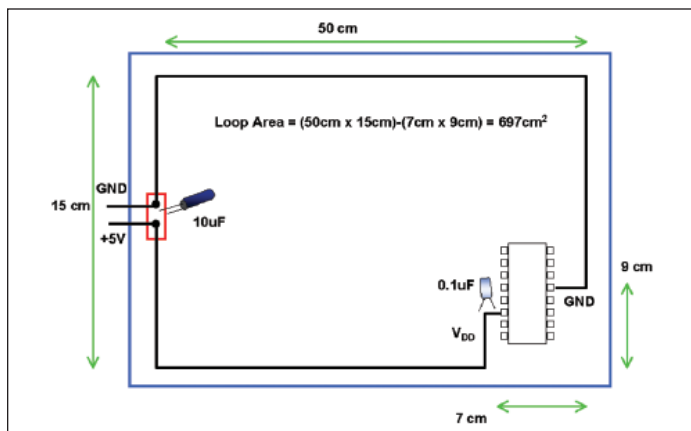 50 cm
Loop Area = (50cm x 15cm)-(7cm x 9cm) = 697cm²
GND
15 cm
10uF
+5V
0.1uF
9 cm
GND
VDD
7 cm